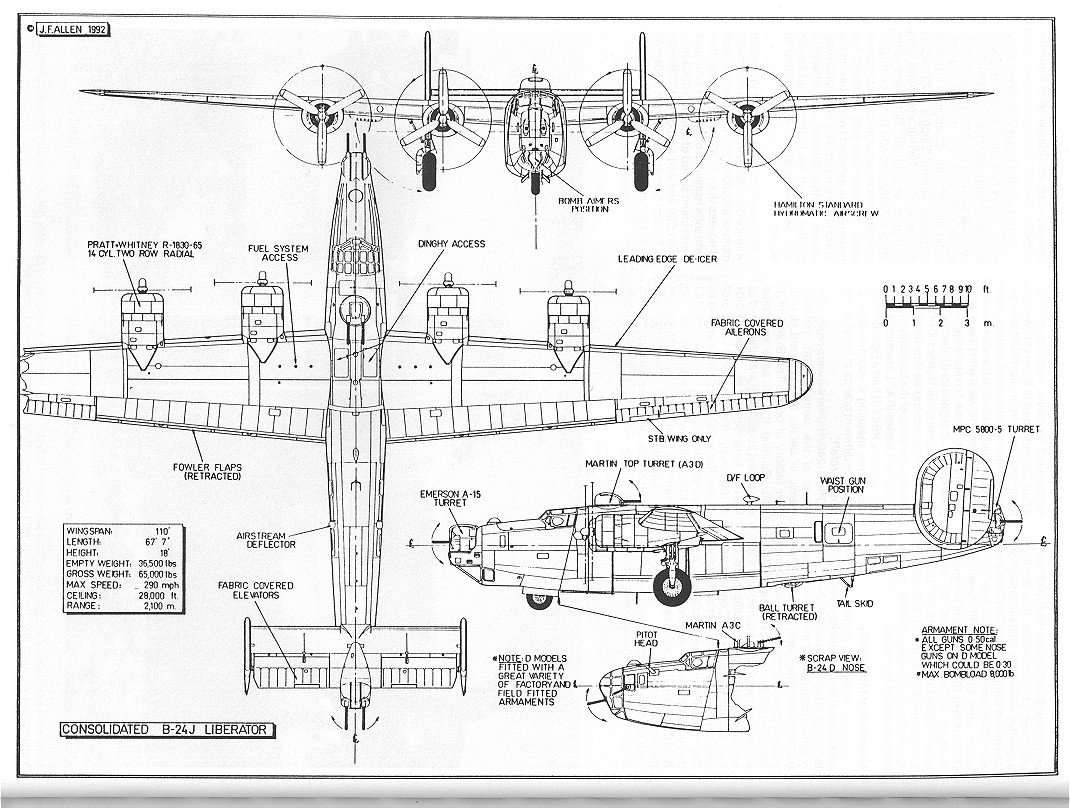 © J.F.ALLEN 1992
BOMB AIMERS
POSITION
HAMILTON STANDARD
HYDROMATIC AIRSCREW
PRATT+WHITNEY R-1830-65
14 CYL. TWO ROW RADIAL
FUEL SYSTEM
ACCESS
DINGHY ACCESS
LEADING EDGE DE-ICER
0 1 2 3 4 5 6 7 8 9 10 ft.
0 1 2 3 m.
FABRIC COVERED
AILERONS
STB. WING ONLY
MPC 5800-5 TURRET
FOWLER FLAPS
(RETRACTED)
MARTIN TOP TURRET (A3D)
D/F LOOP
WAIST GUN
POSITION
EMERSON A-15
TURRET
WINGSPAN: 110'
LENGTH: 67' 7"
HEIGHT: 18'
EMPTY WEIGHT: 36,500 lbs
GROSS WEIGHT: 65,000 lbs
MAX SPEED: 290 mph
CEILING: 28,000 ft.
RANGE: 2,100 m.
AIRSTREAM
DEFLECTOR
FABRIC COVERED
ELEVATORS
BALL TURRET
(RETRACTED)
TAIL SKID
PITOT
HEAD
MARTIN A3C
*NOTE: D MODELS
FITTED WITH A
GREAT VARIETY
OF FACTORY AND
FIELD FITTED
ARMAMENTS
*SCRAP VIEW:
B-24 D NOSE
ARMAMENT NOTE:
*ALL GUNS 0·50cal
EXCEPT SOME NOSE
GUNS ON D MODEL
WHICH COULD BE 0·30
*MAX. BOMBLOAD 8,000lb
CONSOLIDATED B-24J LIBERATOR